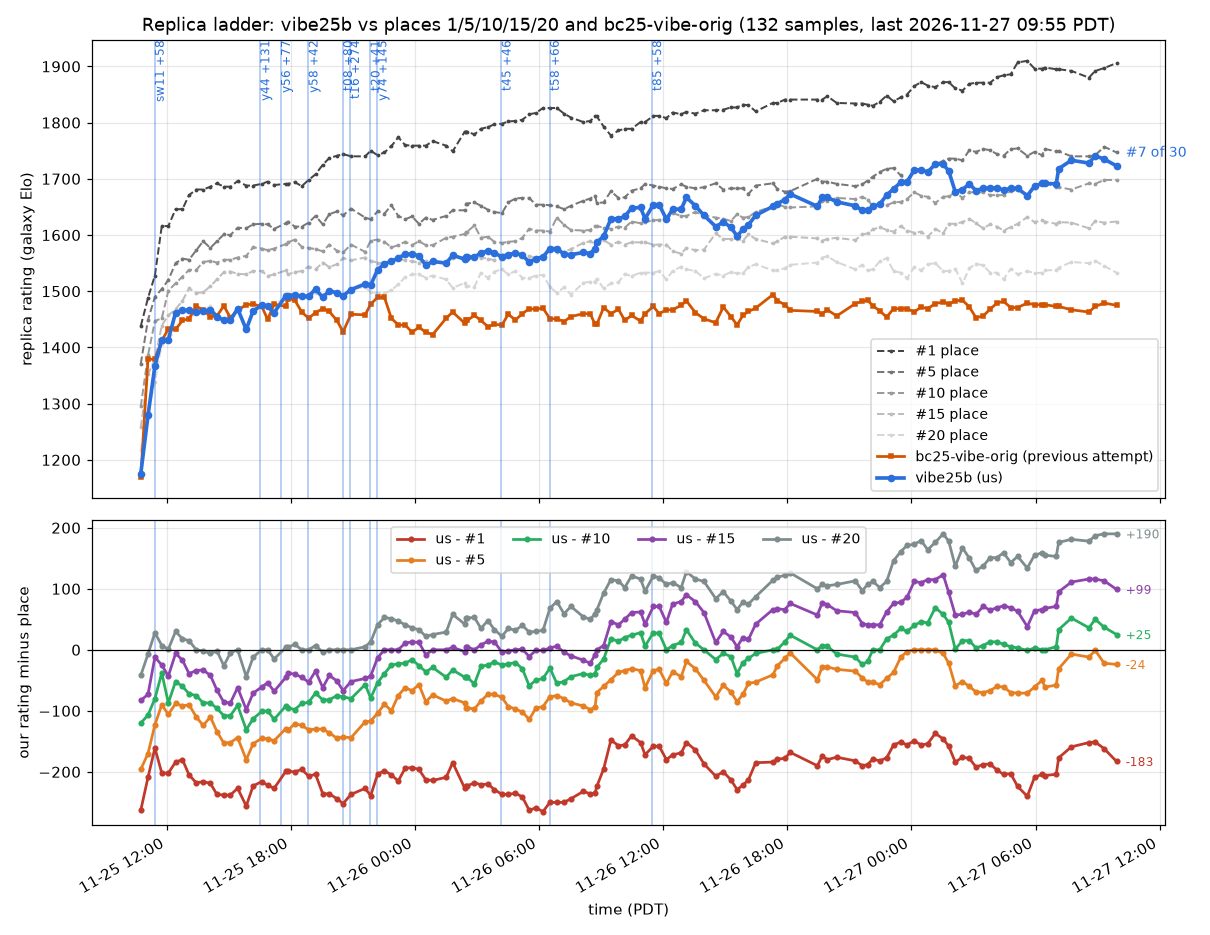 Replica ladder: vibe25b vs places 1/5/10/15/20 and bc25-vibe-orig (132 samples, last 2026-11-27 09:55 PDT)
replica rating (galaxy Elo)
1900
1800
1700
1600
1500
1400
1300
1200
sw11 +58
y44 +131
y56 +77
y58 +42
t08 +80
t16 +274
t20 +41
y74 +145
t45 +46
t58 +66
t85 +58
#7 of 30
#1 place
#5 place
#10 place
#15 place
#20 place
bc25-vibe-orig (previous attempt)
vibe25b (us)
our rating minus place
200
100
0
−100
−200
us - #1
us - #5
us - #10
us - #15
us - #20
+190
+99
+25
-24
-183
11-25 12:00
11-25 18:00
11-26 00:00
11-26 06:00
11-26 12:00
11-26 18:00
11-27 00:00
11-27 06:00
11-27 12:00
time (PDT)